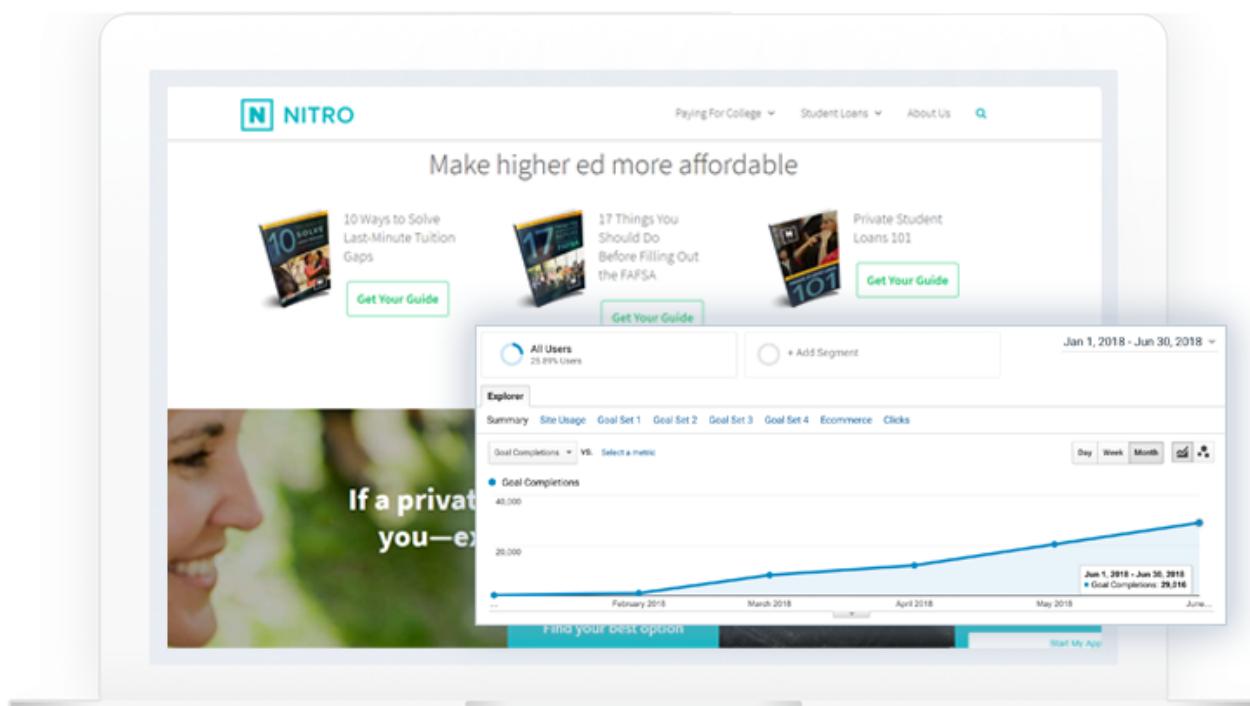 N NITRO
Paying For College
Student Loans
About Us
Make higher ed more affordable
10 SOLVE
10 Ways to Solve
Last-Minute Tuition
Gaps
Get Your Guide
17
17 Things You
Should Do
Before Filling Out
the FAFSA
Get Your Guide
N
101
Private Student
Loans 101
Get Your Guide
If a privat
you—ex
Find your best option
Start My App
All Users
25.89% Users
+ Add Segment
Jan 1, 2018 - Jun 30, 2018
Explorer
Summary Site Usage Goal Set 1 Goal Set 2 Goal Set 3 Goal Set 4 Ecommerce Clicks
Goal Completions VS. Select a metric
Day Week Month
Goal Completions
40,000
20,000
Jun 1, 2018 - Jun 30, 2018
Goal Completions: 29,016
... February 2018 March 2018 April 2018 May 2018 June...